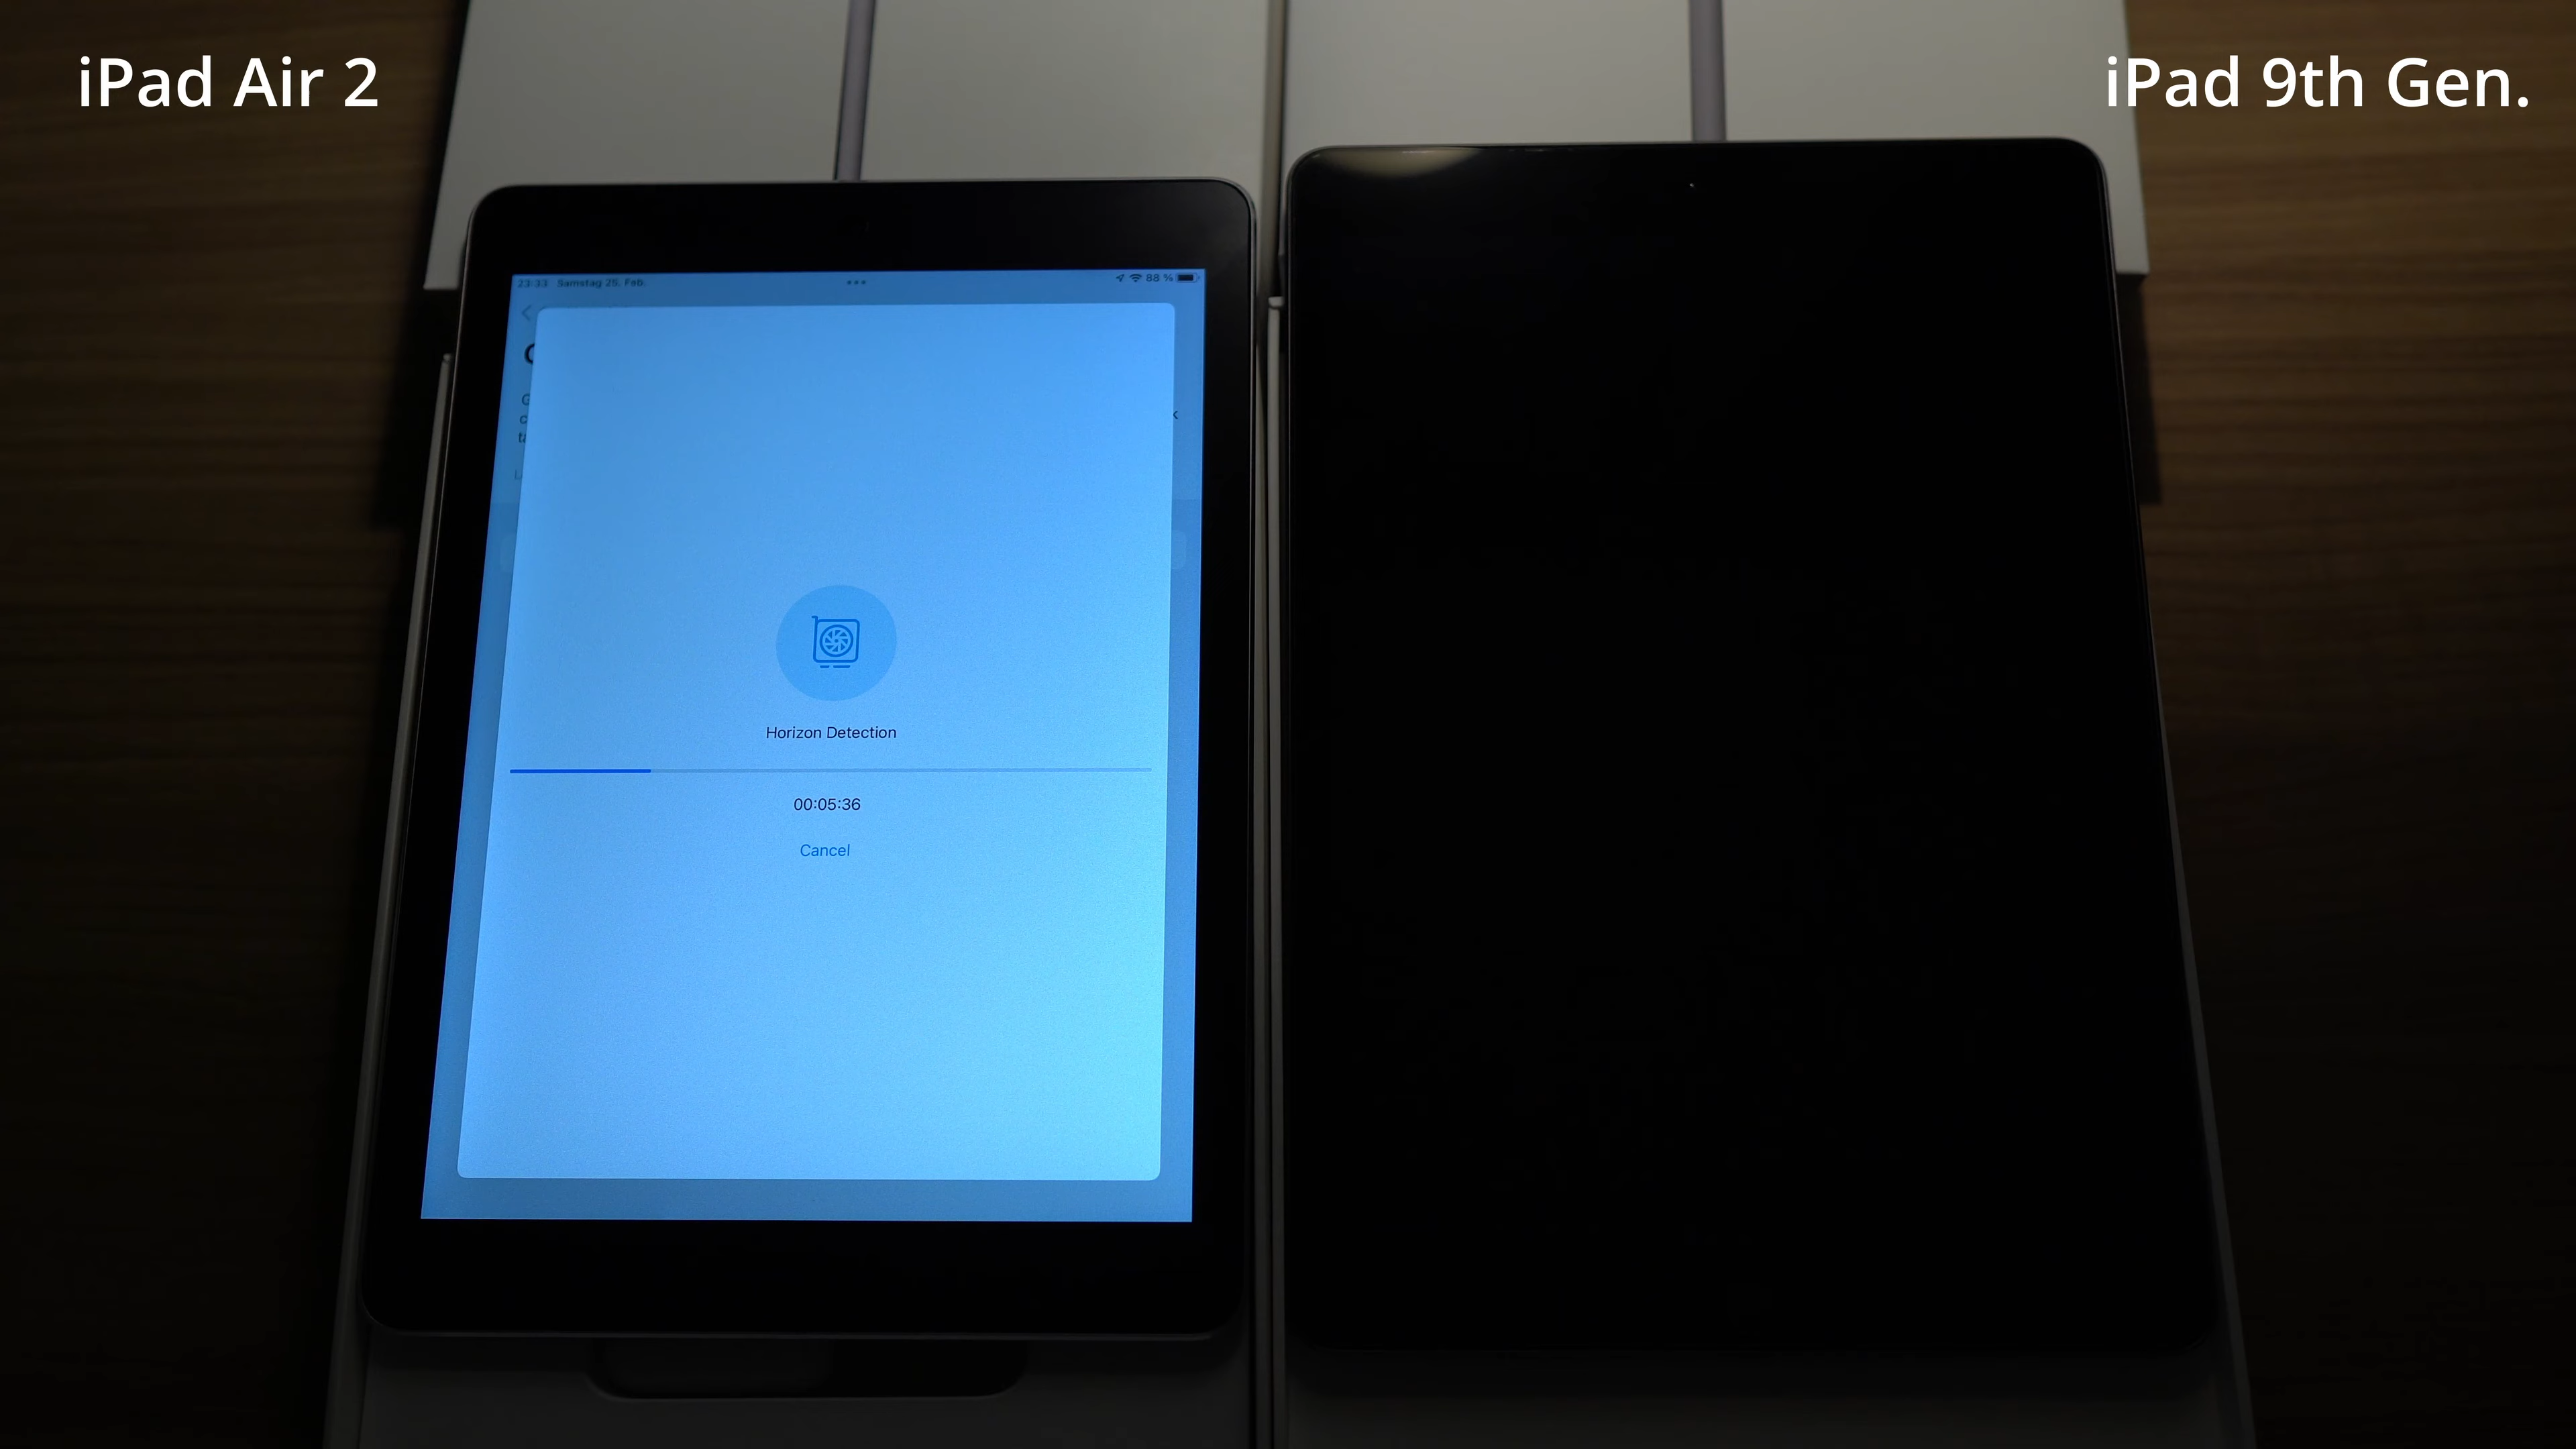 iPad Air 2
iPad 9th Gen.
23:33 Samstag 25. Feb.
88 %
Horizon Detection
00:05:36
Cancel